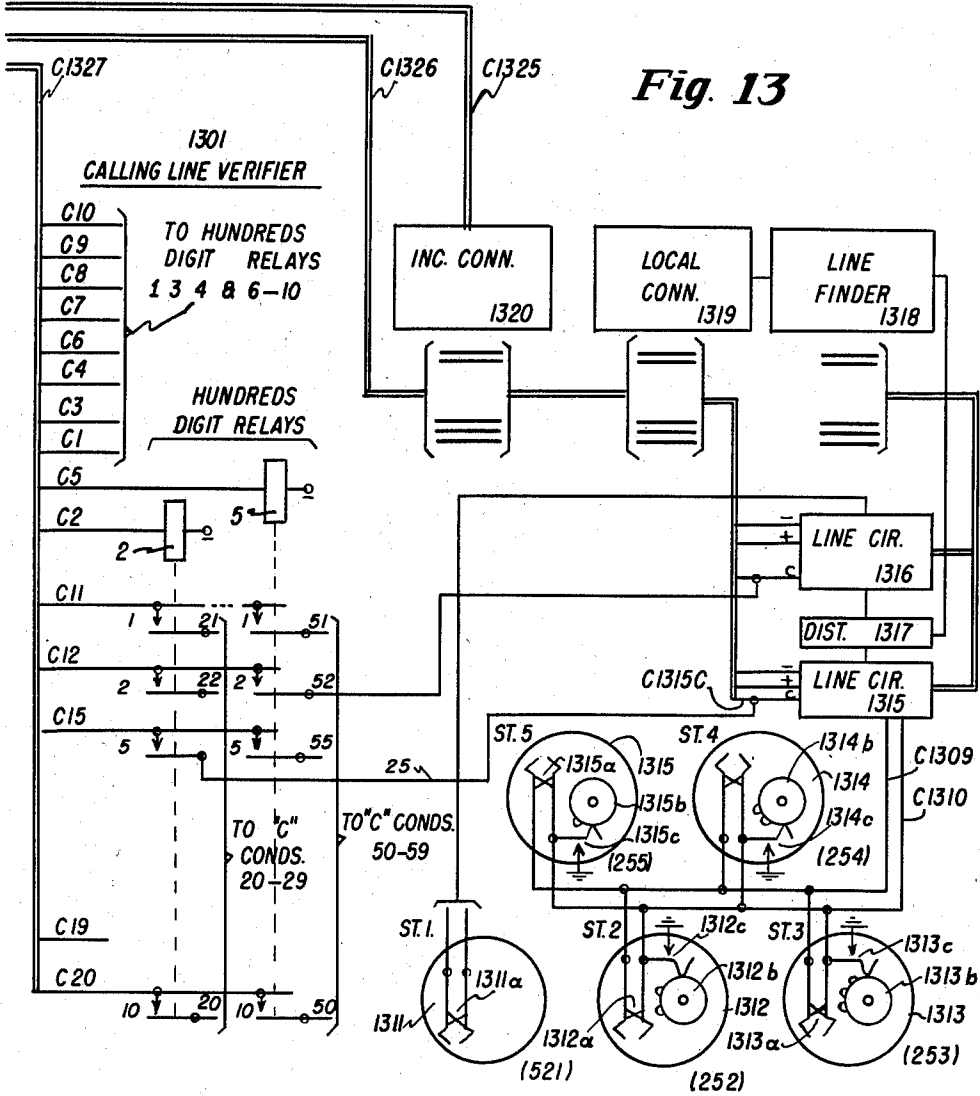 C1327
C1326
C1325
Fig. 13
1301
CALLING LINE VERIFIER
C10
C9
C8
C7
C6
C4
C3
C1
TO HUNDREDS
DIGIT RELAYS
1 3 4 & 6-10
INC. CONN.
1320
LOCAL
CONN.
1319
LINE
FINDER
1318
HUNDREDS
DIGIT RELAYS
C5
5
C2
2
C11
1
21
1
51
C12
2
22
2
52
C15
5
5
55
25
TO "C"
CONDS.
20-29
TO "C" CONDS.
50-59
C19
C20
10
20
10
50
-
+
C
LINE CIR.
1316
DIST. 1317
-
+
C
LINE CIR.
1315
C1315C
C1309
C1310
ST. 5
1315a
1315
1315b
1315c
(255)
ST. 4
1314b
1314
1314c
(254)
ST. 1.
1311
1311a
(521)
ST. 2
1312c
1312b
1312
1312a
(252)
ST. 3
1313c
1313b
1313
1313a
(253)